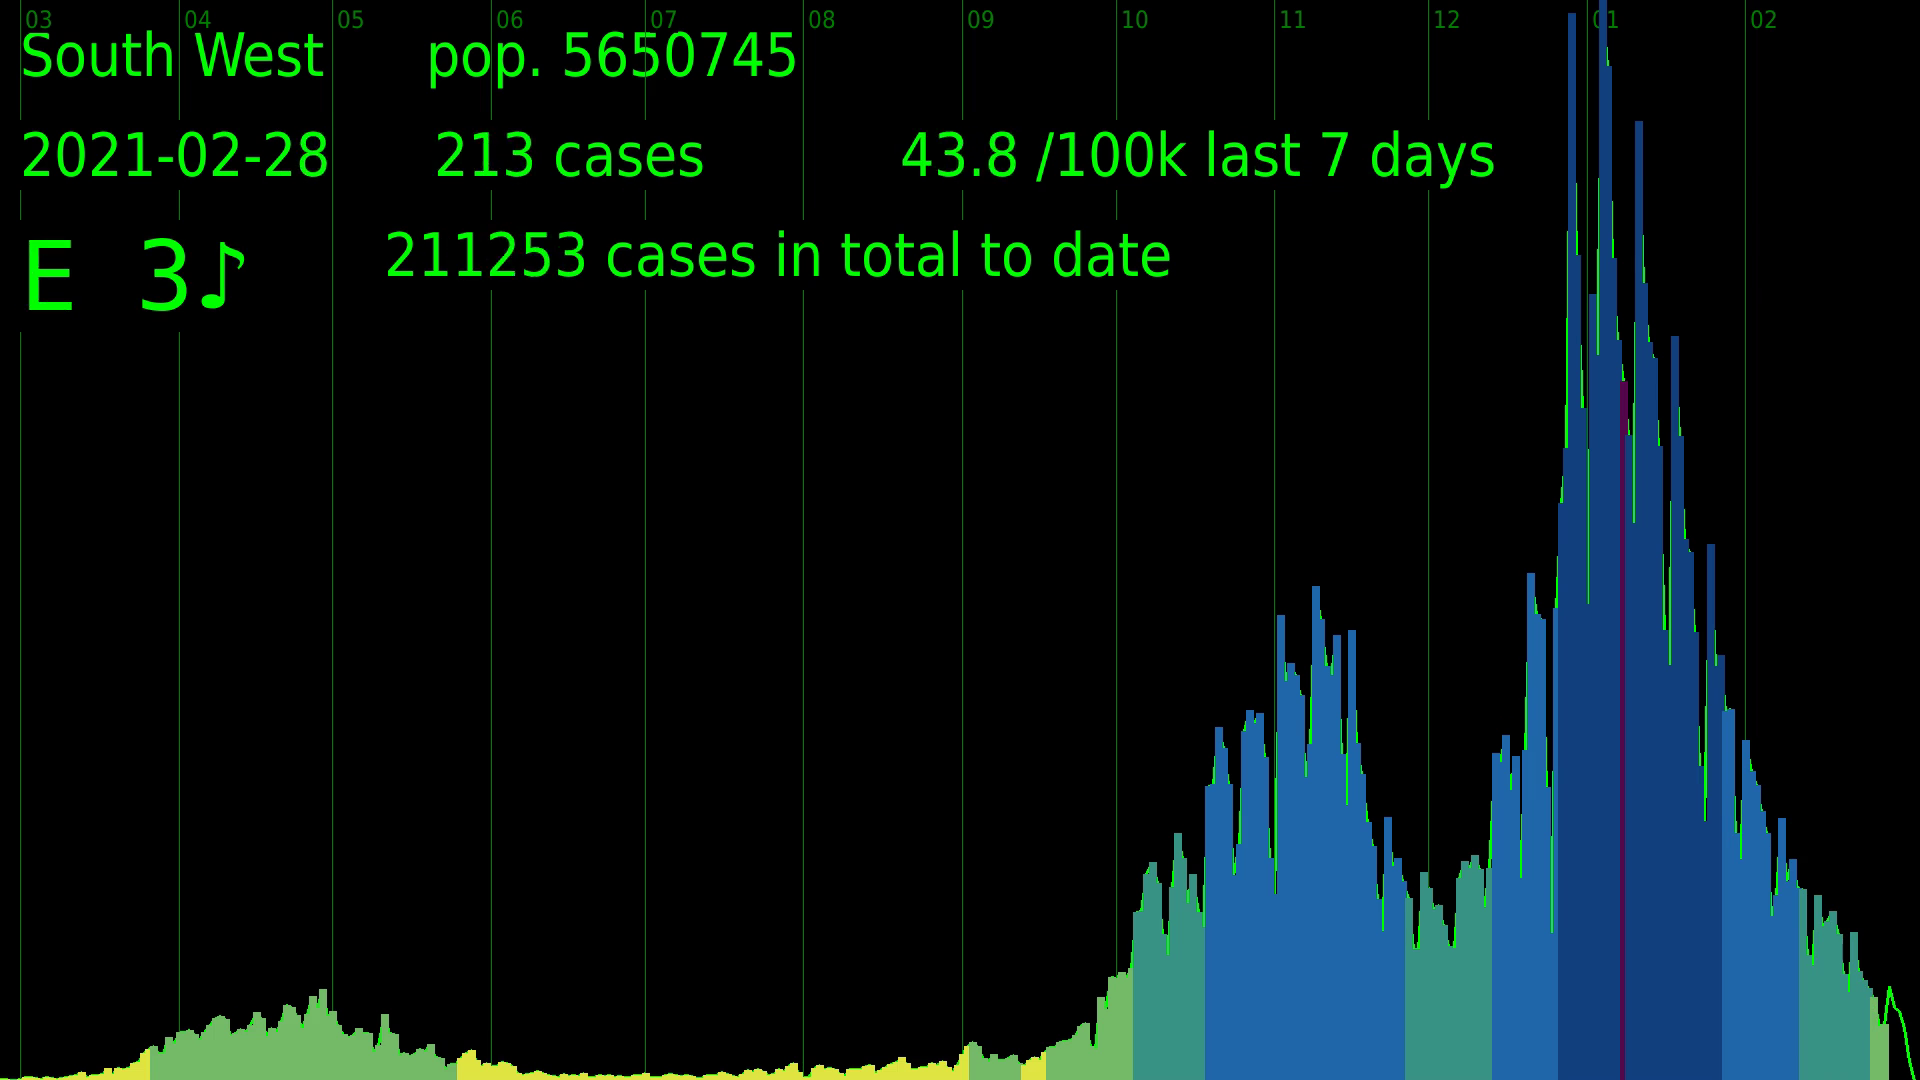 03 04 05 06 07 08 09 10 11 12 01 02
South West pop. 5650745
2021-02-28 213 cases 43.8 /100k last 7 days
E 3♪ 211253 cases in total to date